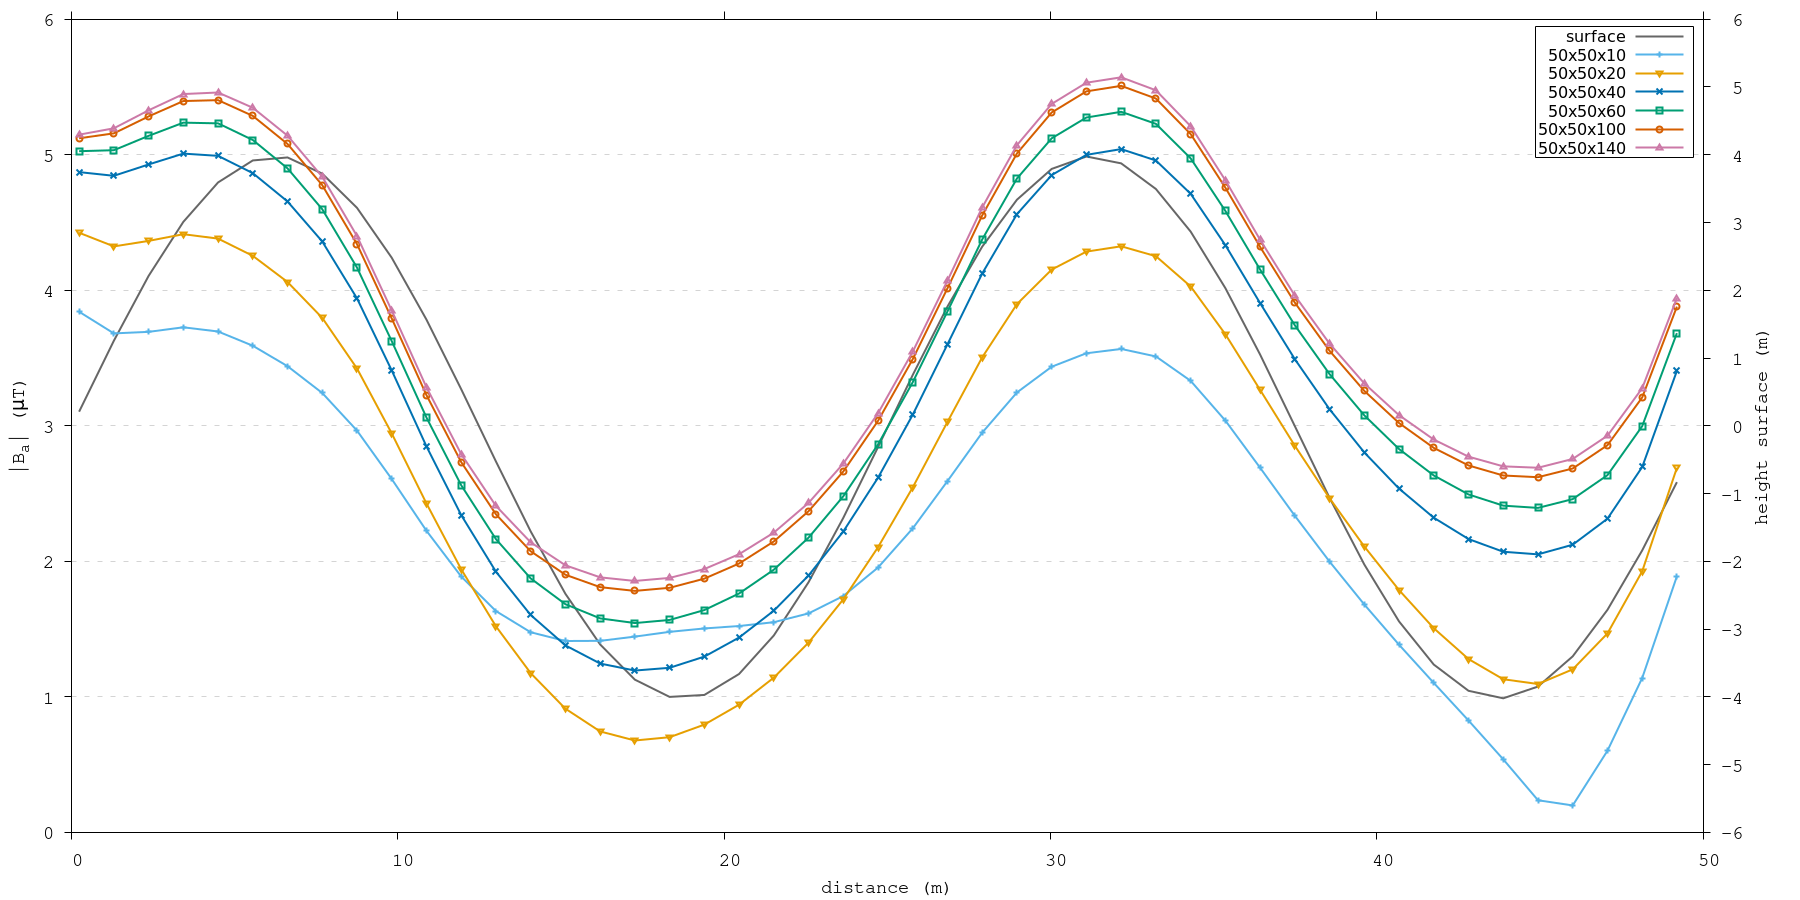 surface
50x50x10
50x50x20
50x50x40
50x50x60
50x50x100
50x50x140
6
5
4
3
2
1
0
|Ba| (μT)
6
5
4
3
2
1
0
−1
−2
−3
−4
−5
−6
height surface (m)
0 10 20 30 40 50
distance (m)